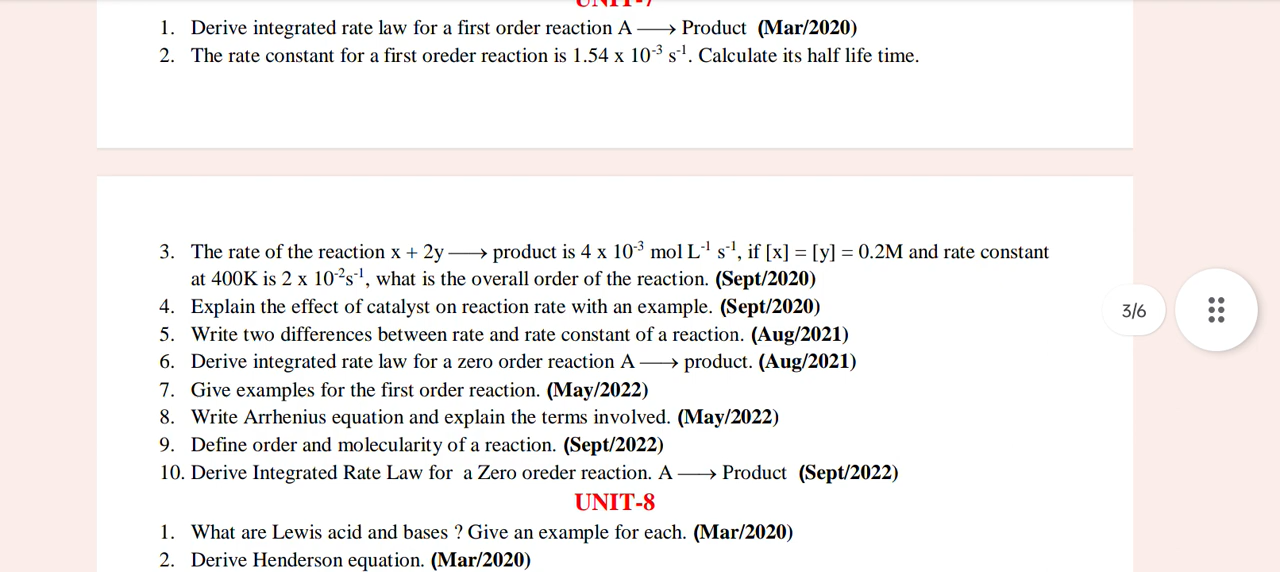 1. Derive integrated rate law for a first order reaction A ⟶ Product (Mar/2020)
2. The rate constant for a first oreder reaction is 1.54 x 10⁻³ s⁻¹. Calculate its half life time.
3. The rate of the reaction x + 2y ⟶ product is 4 x 10⁻³ mol L⁻¹ s⁻¹, if [x] = [y] = 0.2M and rate constant
at 400K is 2 x 10⁻²s⁻¹, what is the overall order of the reaction. (Sept/2020)
4. Explain the effect of catalyst on reaction rate with an example. (Sept/2020)
3/6
5. Write two differences between rate and rate constant of a reaction. (Aug/2021)
6. Derive integrated rate law for a zero order reaction A ⟶ product. (Aug/2021)
7. Give examples for the first order reaction. (May/2022)
8. Write Arrhenius equation and explain the terms involved. (May/2022)
9. Define order and molecularity of a reaction. (Sept/2022)
10. Derive Integrated Rate Law for a Zero oreder reaction. A ⟶ Product (Sept/2022)
UNIT-8
1. What are Lewis acid and bases ? Give an example for each. (Mar/2020)
2. Derive Henderson equation. (Mar/2020)